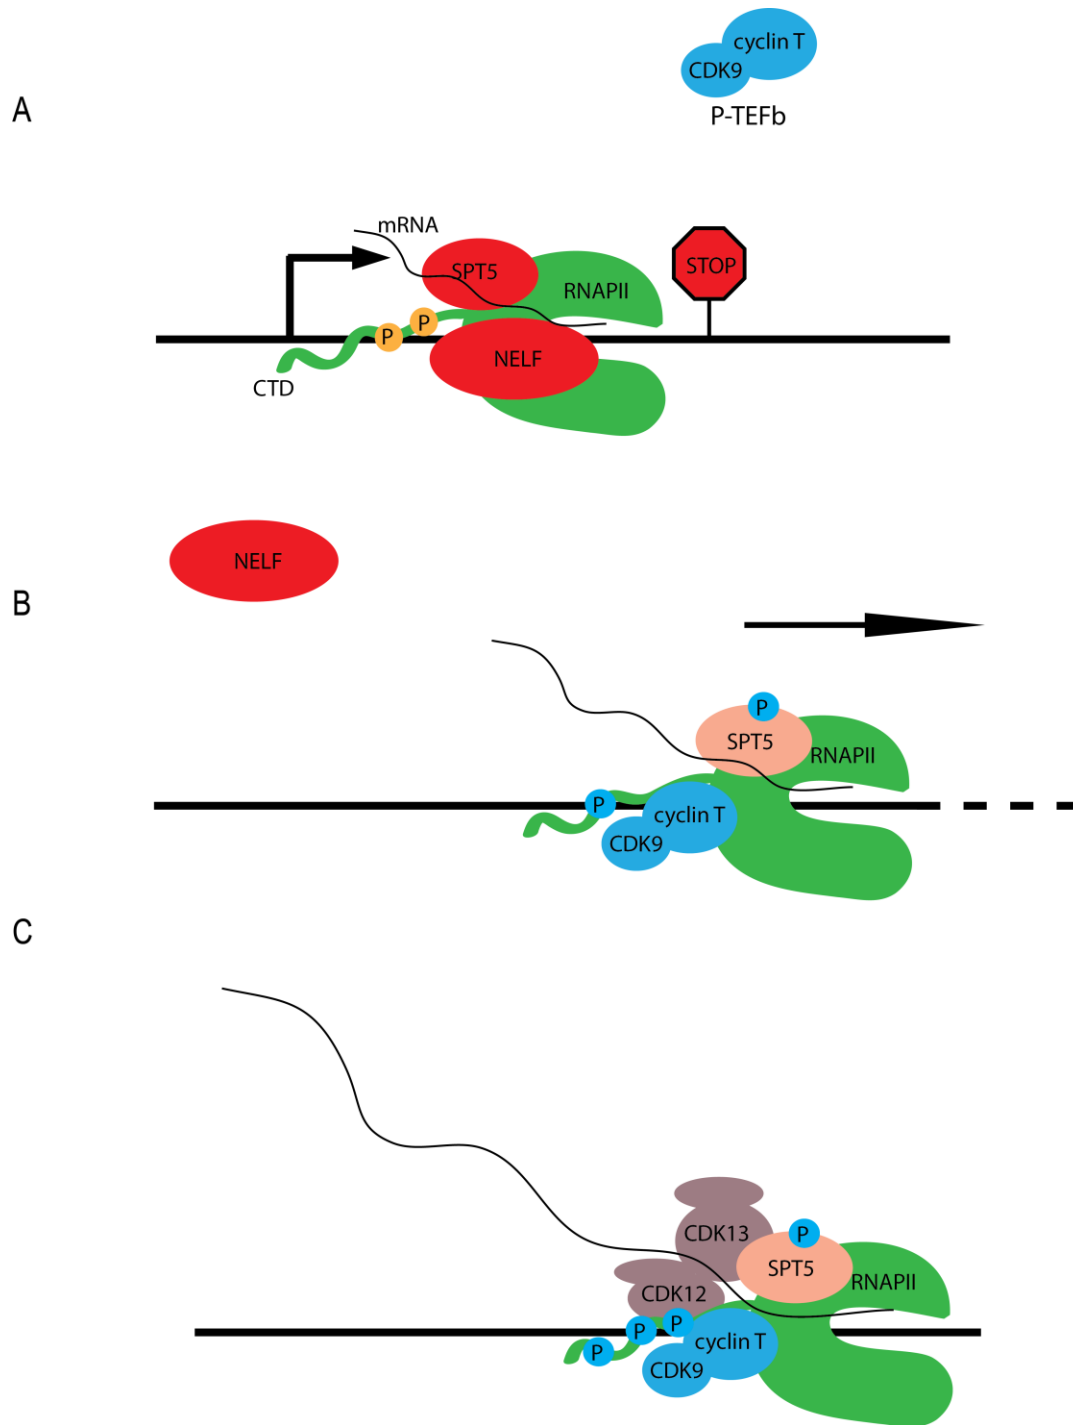 A
cyclin T
CDK9
P-TEFb
mRNA
SPT5
RNAPII
STOP
P
P
NELF
CTD
B
NELF
P
SPT5
RNAPII
P
cyclin T
CDK9
C
CDK13
P
SPT5
RNAPII
CDK12
P
P
P
cyclin T
CDK9